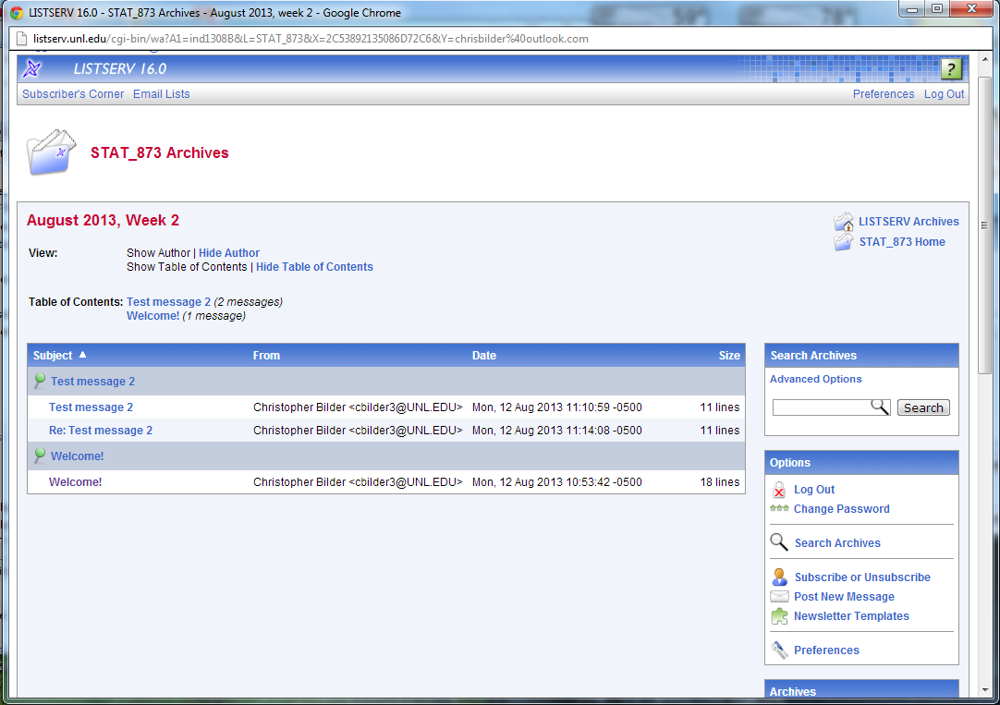 LISTSERV 16.0 - STAT_873 Archives - August 2013, week 2 - Google Chrome
listserv.unl.edu/cgi-bin/wa?A1=ind1308B&L=STAT_873&X=2C53892135086D72C6&Y=chrisbilder%40outlook.com
LISTSERV 16.0
?
Subscriber's Corner Email Lists Preferences Log Out
STAT_873 Archives
August 2013, Week 2
LISTSERV Archives
STAT_873 Home
View: Show Author | Hide Author
Show Table of Contents | Hide Table of Contents
Table of Contents: Test message 2 (2 messages)
Welcome! (1 message)
Subject From Date Size
Test message 2
Test message 2 Christopher Bilder <cbilder3@UNL.EDU> Mon, 12 Aug 2013 11:10:59 -0500 11 lines
Re: Test message 2 Christopher Bilder <cbilder3@UNL.EDU> Mon, 12 Aug 2013 11:14:08 -0500 11 lines
Welcome!
Welcome! Christopher Bilder <cbilder3@UNL.EDU> Mon, 12 Aug 2013 10:53:42 -0500 18 lines
Search Archives
Advanced Options
Search
Options
Log Out
Change Password
Search Archives
Subscribe or Unsubscribe
Post New Message
Newsletter Templates
Preferences
Archives